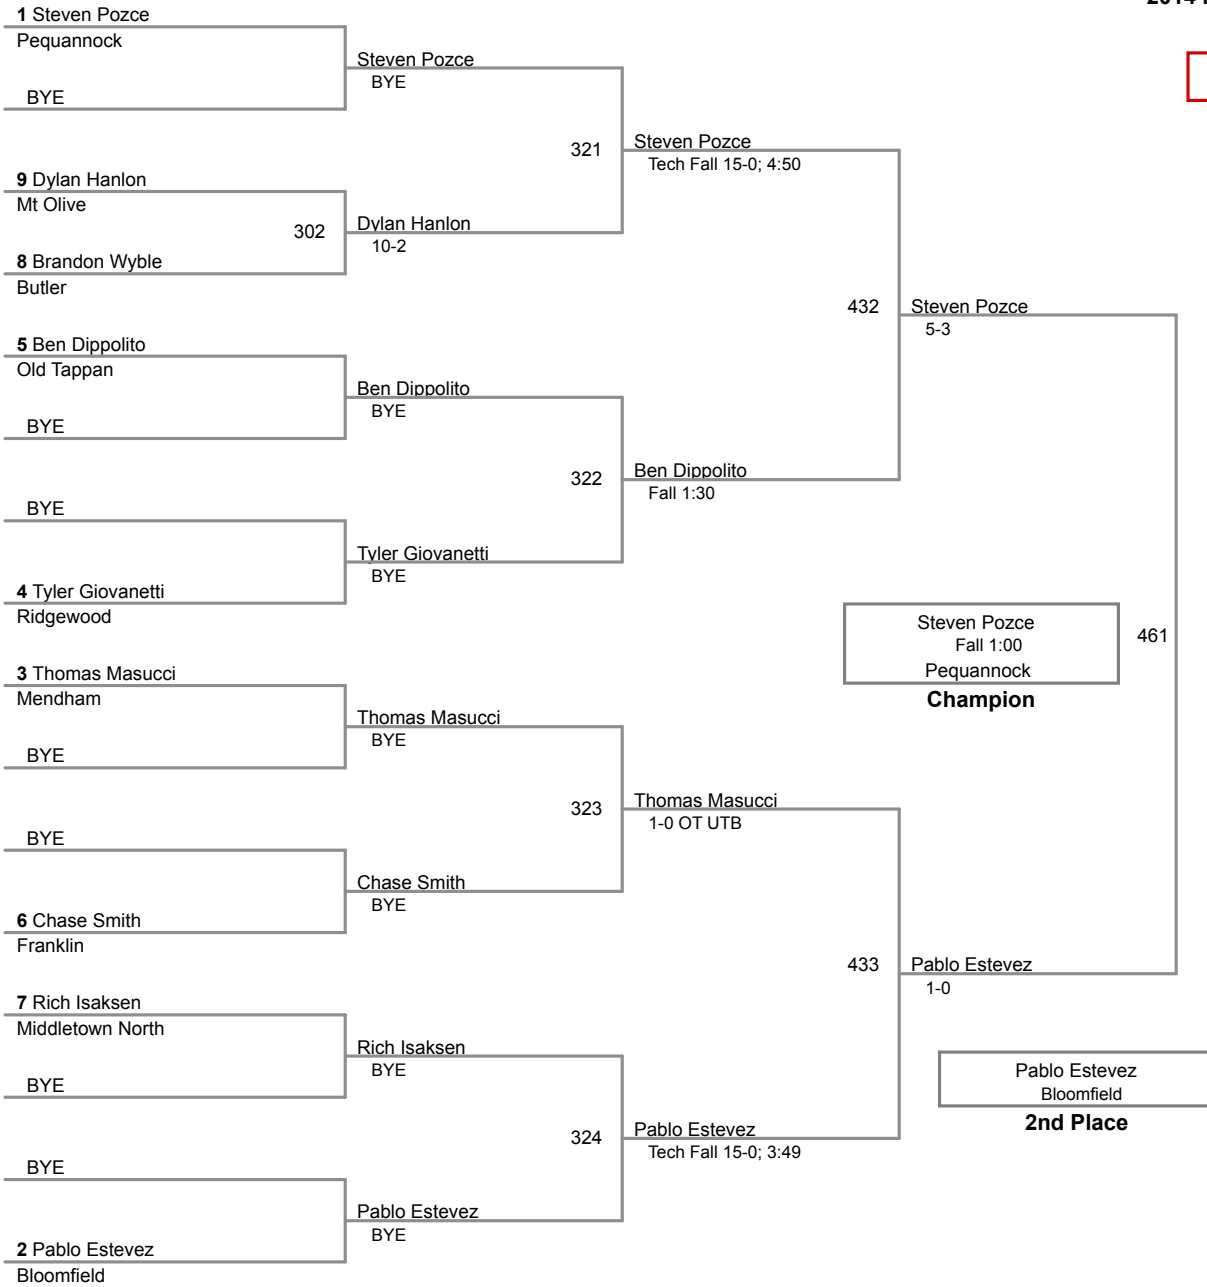 1 Steven Pozce
Pequannock
BYE
9 Dylan Hanlon
Mt Olive
302
8 Brandon Wyble
Butler
5 Ben Dippolito
Old Tappan
BYE
BYE
4 Tyler Giovanetti
Ridgewood
3 Thomas Masucci
Mendham
BYE
BYE
6 Chase Smith
Franklin
7 Rich Isaksen
Middletown North
BYE
BYE
2 Pablo Estevez
Bloomfield
Steven Pozce
BYE
321
Dylan Hanlon
10-2
Ben Dippolito
BYE
322
Tyler Giovanetti
BYE
Thomas Masucci
BYE
323
Chase Smith
BYE
Rich Isaksen
BYE
324
Pablo Estevez
BYE
Steven Pozce
Tech Fall 15-0; 4:50
432
Ben Dippolito
Fall 1:30
Thomas Masucci
1-0 OT UTB
433
Pablo Estevez
Tech Fall 15-0; 3:49
Steven Pozce
5-3
461
Pablo Estevez
1-0
Steven Pozce
Fall 1:00
Pequannock
Champion
Pablo Estevez
Bloomfield
2nd Place